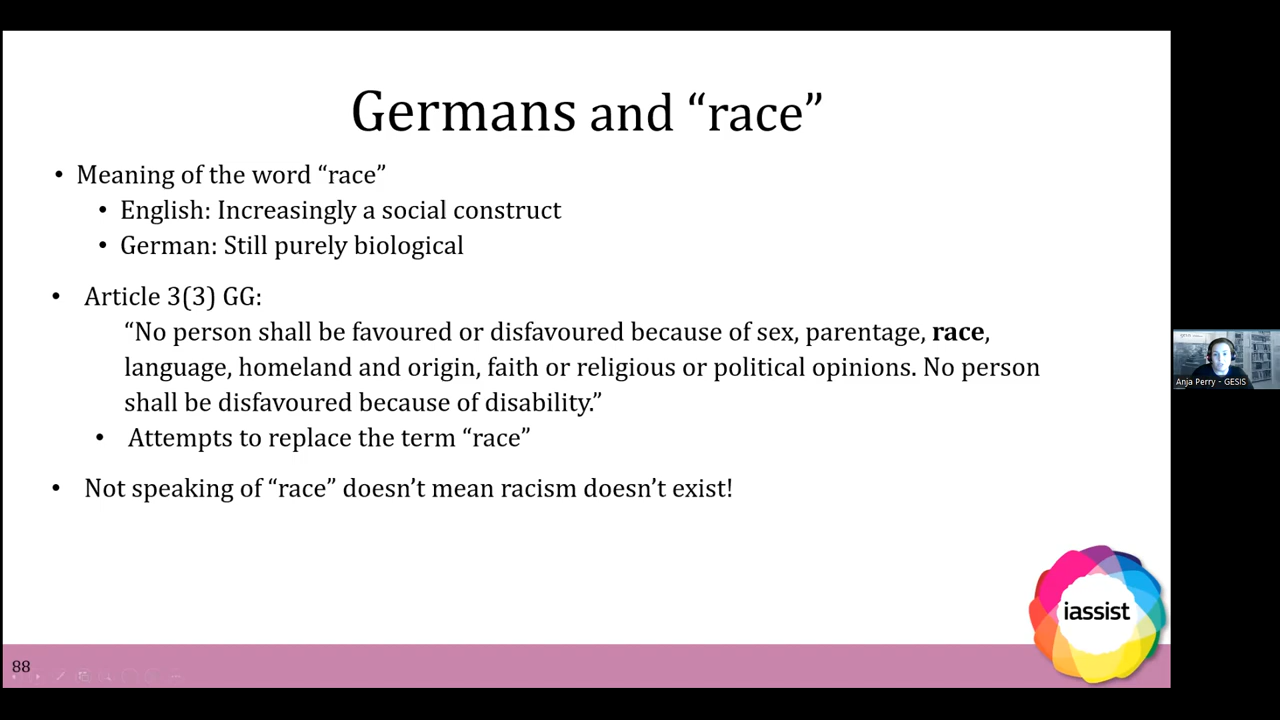 Germans and “race”
• Meaning of the word “race”
• English: Increasingly a social construct
• German: Still purely biological
• Article 3(3) GG:
“No person shall be favoured or disfavoured because of sex, parentage, race,
language, homeland and origin, faith or religious or political opinions. No person
shall be disfavoured because of disability.”
• Attempts to replace the term “race”
• Not speaking of “race” doesn’t mean racism doesn’t exist!
Anja Perry - GESIS
iassist
88